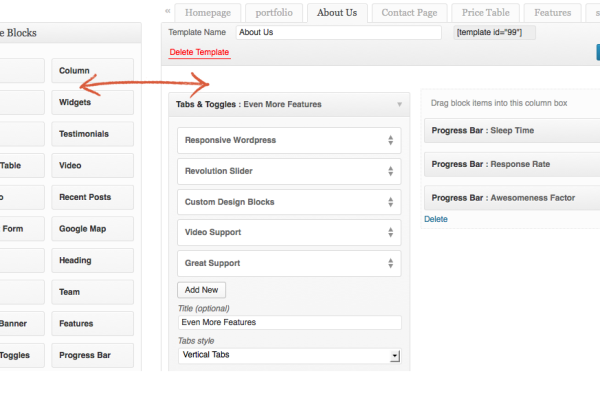 « Homepage portfolio About Us Contact Page Price Table Features s
Template Name About Us [template id="99"]
Delete Template
e Blocks
Column
Widgets
Testimonials
Table Video
o Recent Posts
Form Google Map
Heading
Team
Banner Features
Toggles Progress Bar
Tabs & Toggles : Even More Features
Responsive Wordpress
Revolution Slider
Custom Design Blocks
Video Support
Great Support
Add New
Title (optional)
Even More Features
Tabs style
Vertical Tabs
Drag block items into this column box
Progress Bar : Sleep Time
Progress Bar : Response Rate
Progress Bar : Awesomeness Factor
Delete